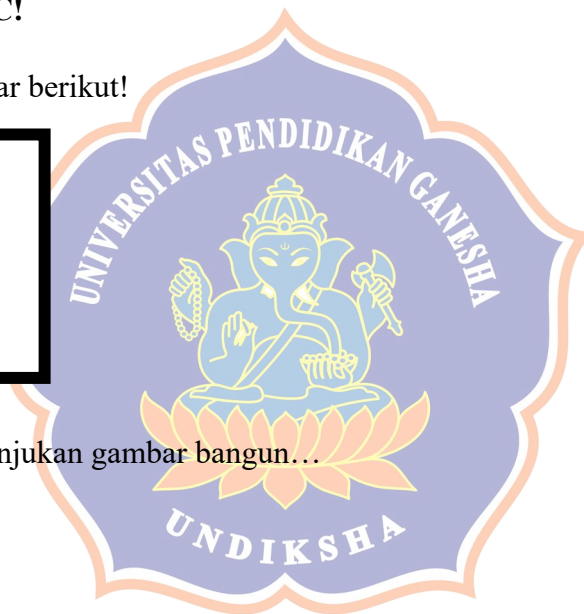 C!
ar berikut!
UNIVERSITAS PENDIDIKAN GANESHA
njukan gambar bangun…
UNDIKSHA